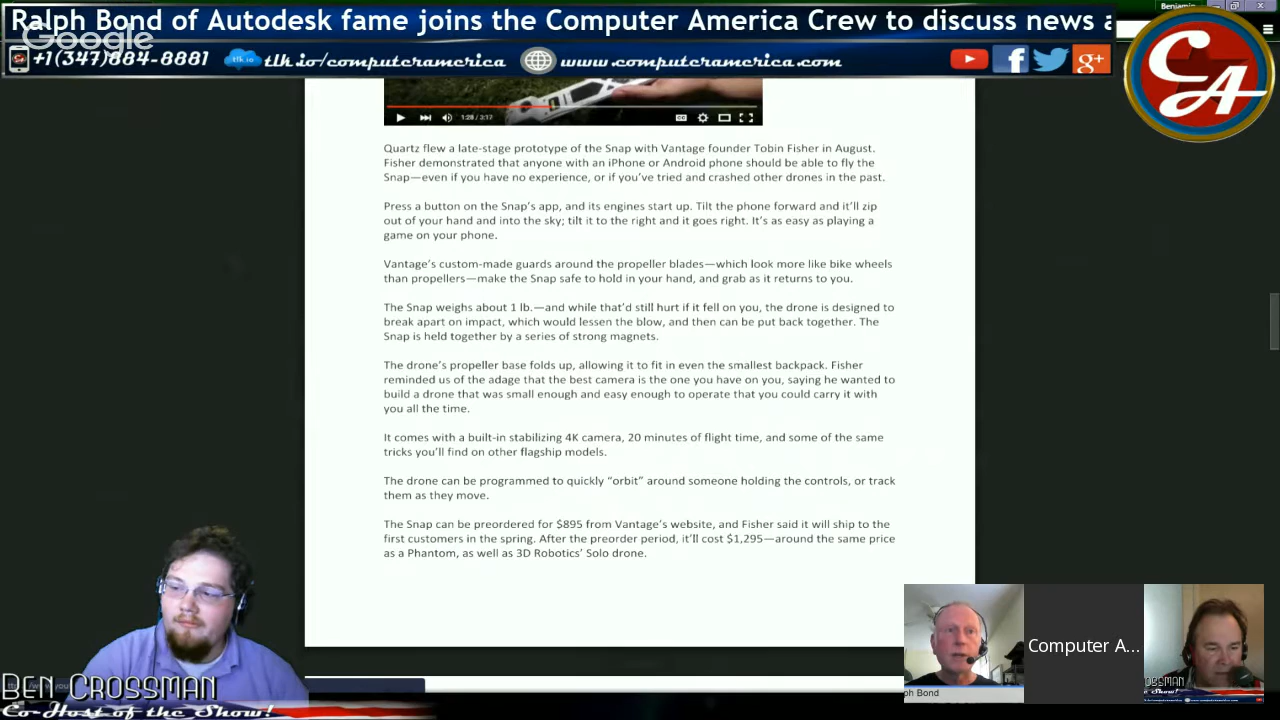 Ralph Bond of Autodesk fame joins the Computer America Crew to discuss news a
Benjamin
Google
+1(347)884-8881
tlk.io/computeramerica
www.computeramerica.com
CA
1:28 / 3:17
Quartz flew a late-stage prototype of the Snap with Vantage founder Tobin Fisher in August.
Fisher demonstrated that anyone with an iPhone or Android phone should be able to fly the
Snap—even if you have no experience, or if you've tried and crashed other drones in the past.
Press a button on the Snap's app, and its engines start up. Tilt the phone forward and it'll zip
out of your hand and into the sky; tilt it to the right and it goes right. It's as easy as playing a
game on your phone.
Vantage's custom-made guards around the propeller blades—which look more like bike wheels
than propellers—make the Snap safe to hold in your hand, and grab as it returns to you.
The Snap weighs about 1 lb.—and while that'd still hurt if it fell on you, the drone is designed to
break apart on impact, which would lessen the blow, and then can be put back together. The
Snap is held together by a series of strong magnets.
The drone's propeller base folds up, allowing it to fit in even the smallest backpack. Fisher
reminded us of the adage that the best camera is the one you have on you, saying he wanted to
build a drone that was small enough and easy enough to operate that you could carry it with
you all the time.
It comes with a built-in stabilizing 4K camera, 20 minutes of flight time, and some of the same
tricks you'll find on other flagship models.
The drone can be programmed to quickly "orbit" around someone holding the controls, or track
them as they move.
The Snap can be preordered for $895 from Vantage's website, and Fisher said it will ship to the
first customers in the spring. After the preorder period, it'll cost $1,295—around the same price
as a Phantom, as well as 3D Robotics' Solo drone.
Ben Crossman
Co-Host of the Show!
ph Bond
Computer A...
ROSSMAN